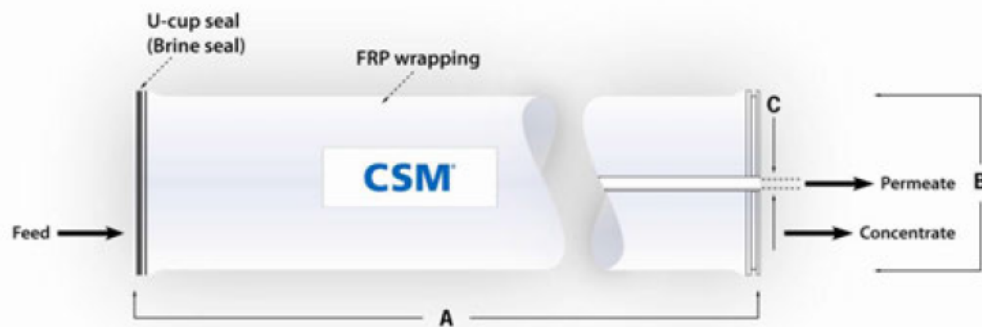 U-cup seal
(Brine seal)
FRP wrapping
C
CSM®
Permeate
B
Feed
Concentrate
A